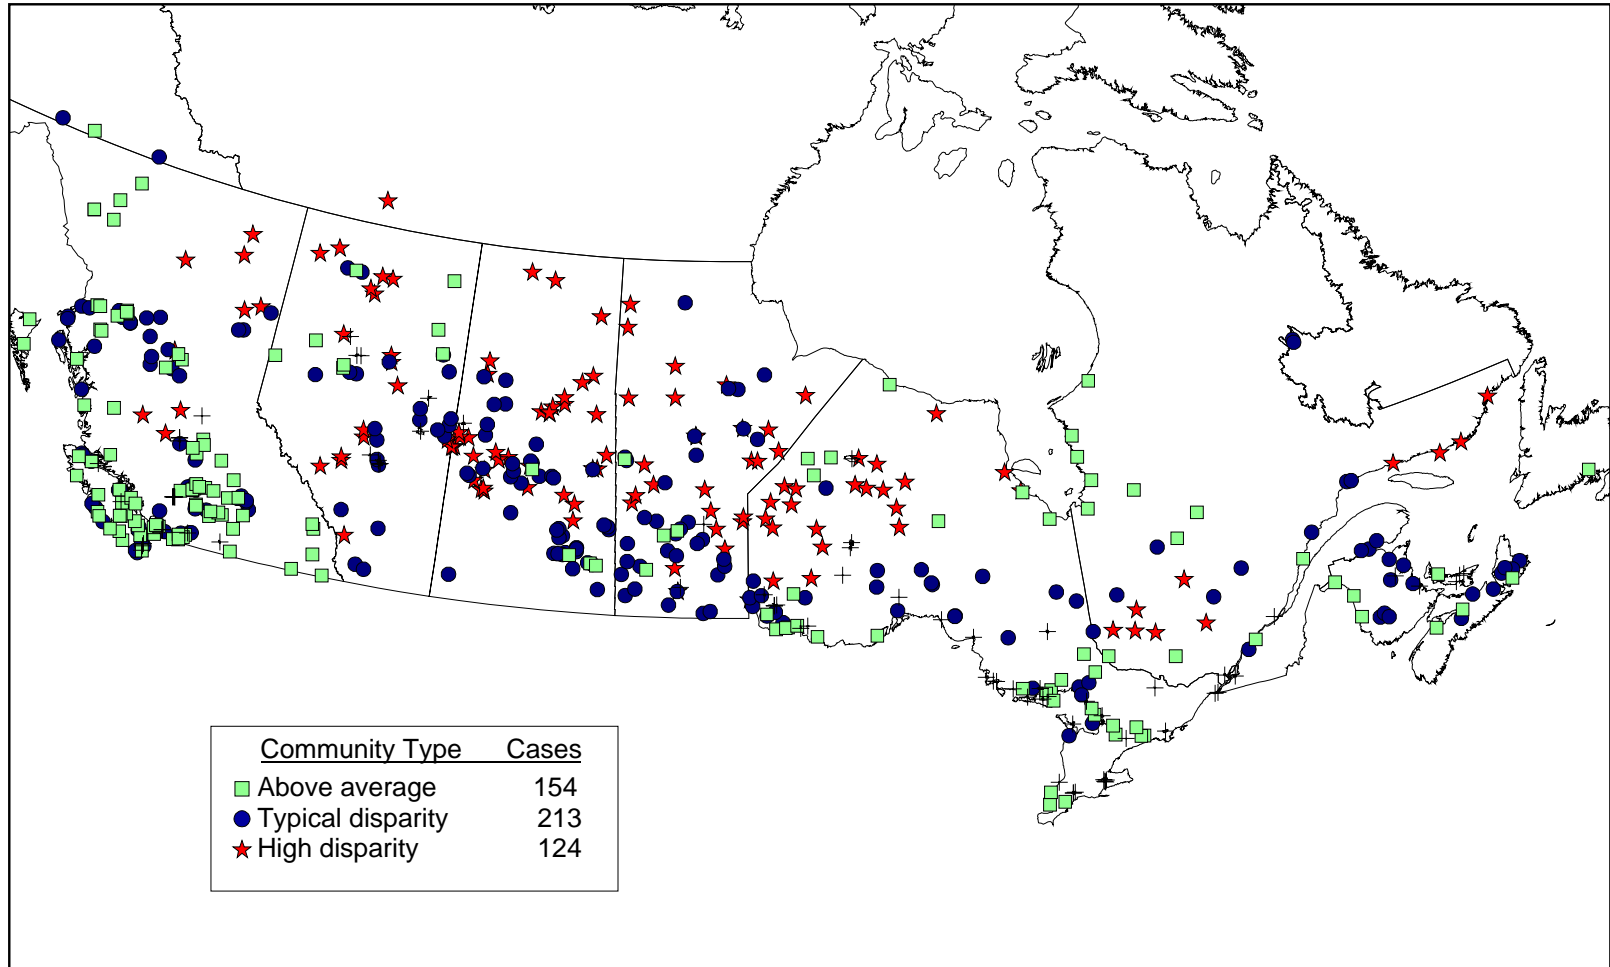 Community Type Cases
Above average 154
Typical disparity 213
High disparity 124